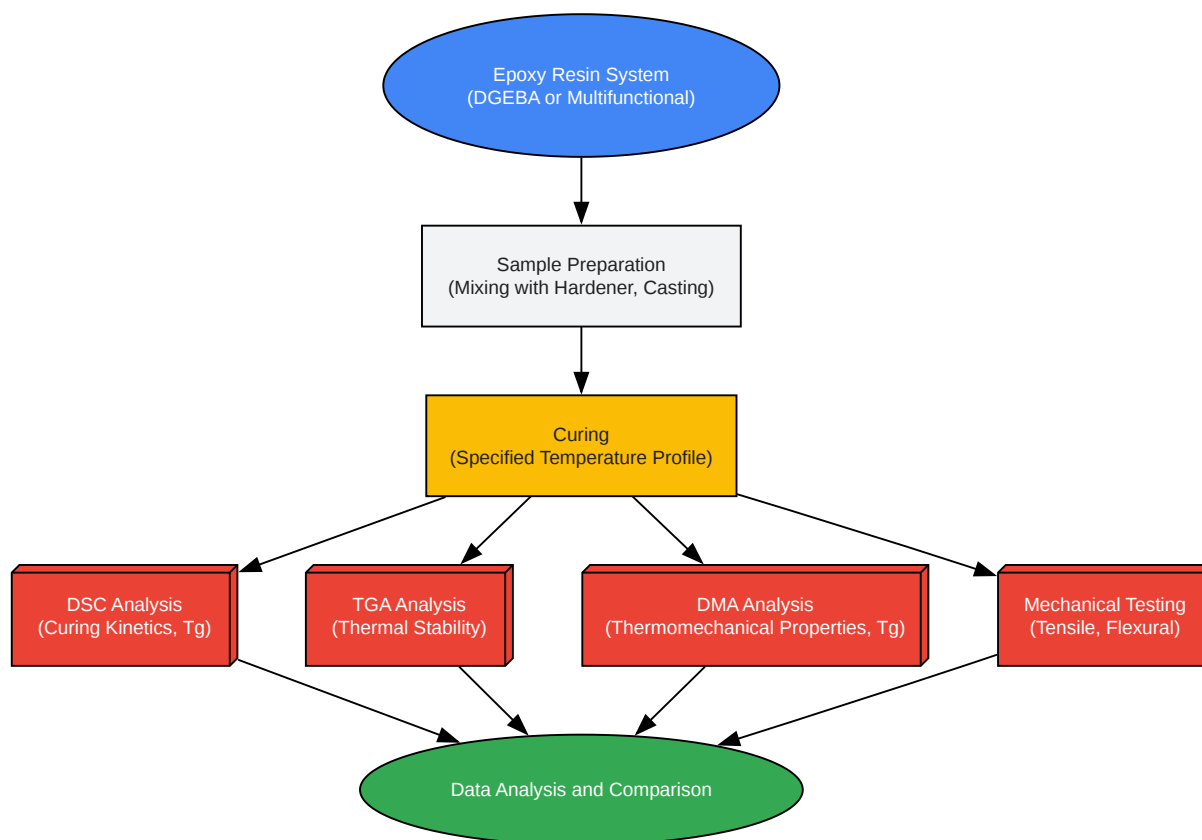 Epoxy Resin System
(DGEBA or Multifunctional)
Sample Preparation
(Mixing with Hardener, Casting)
Curing
(Specified Temperature Profile)
DSC Analysis
(Curing Kinetics, Tg)
TGA Analysis
(Thermal Stability)
DMA Analysis
(Thermomechanical Properties, Tg)
Mechanical Testing
(Tensile, Flexural)
Data Analysis and Comparison